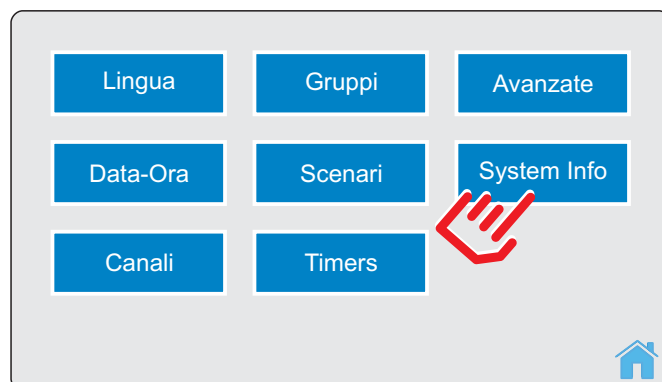 Lingua
Gruppi
Avanzate
Data-Ora
Scenari
System Info
Canali
Timers